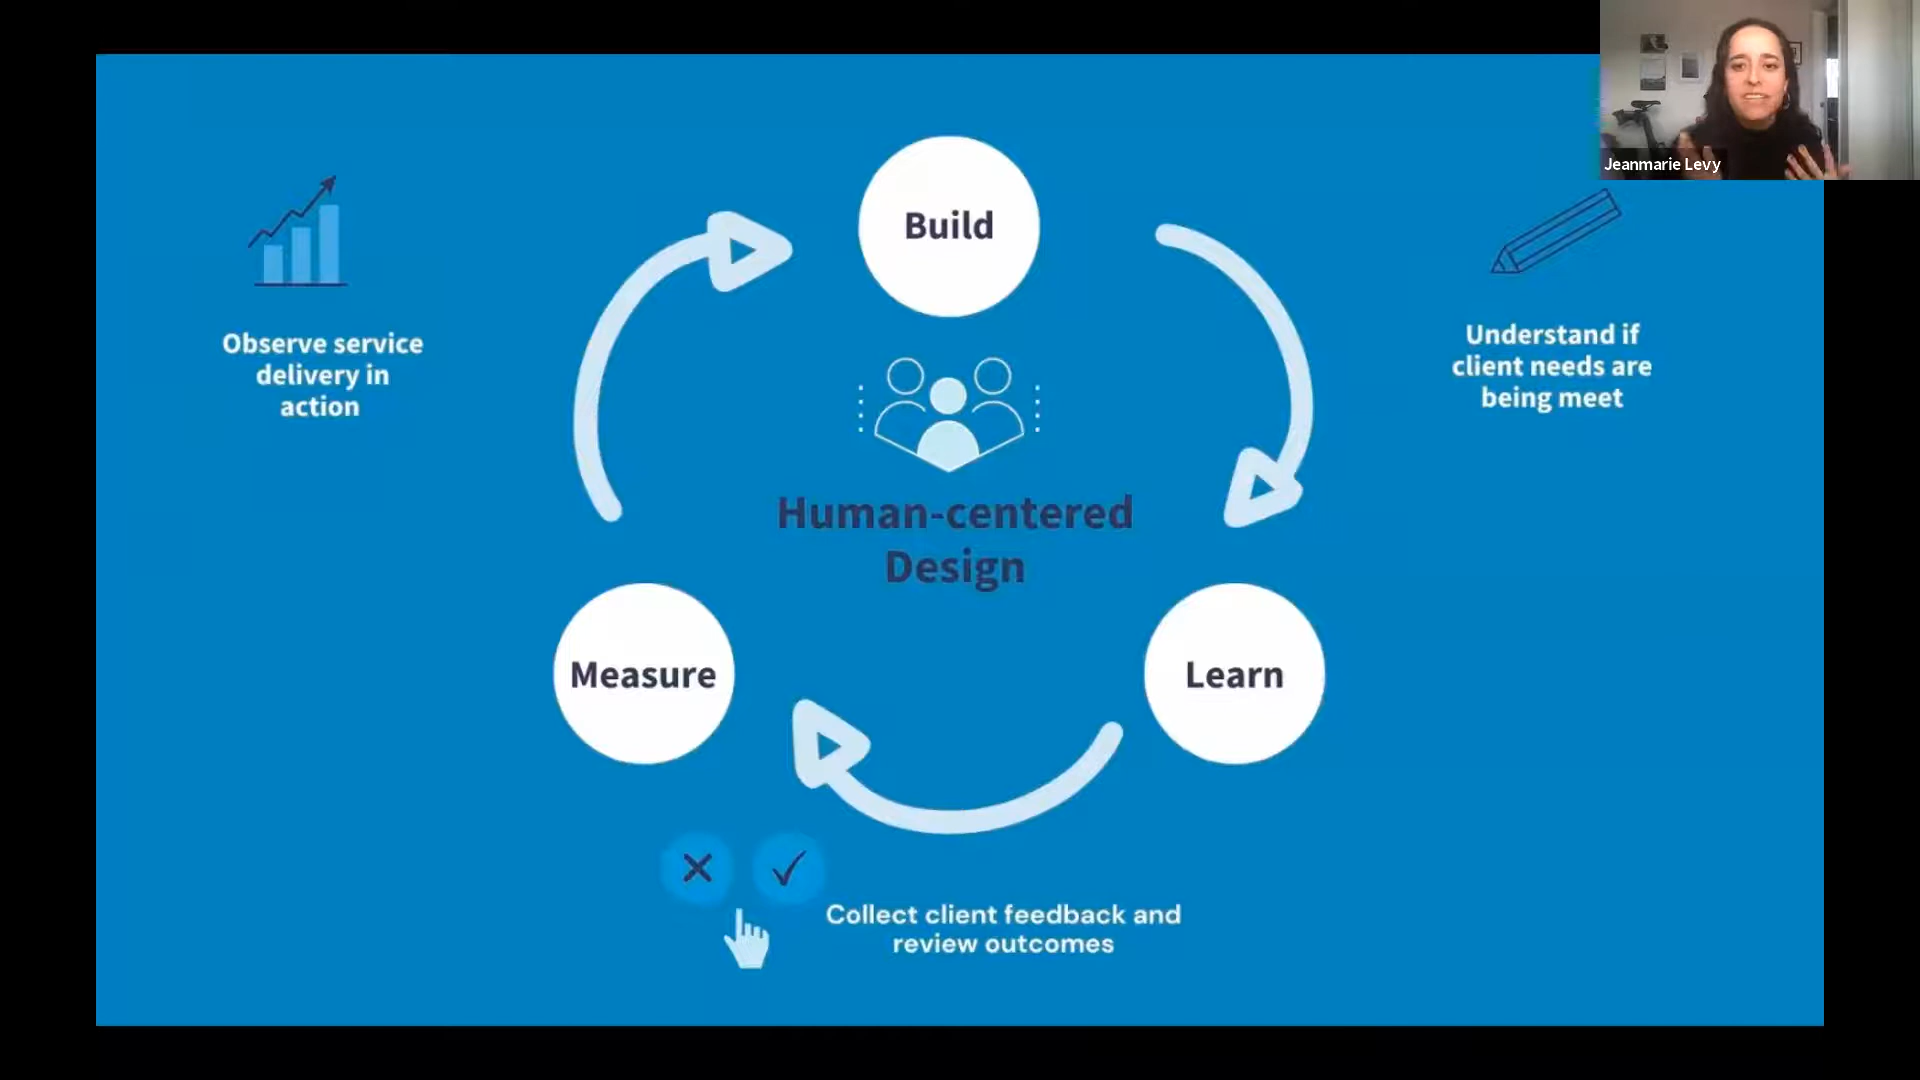 Jeanmarie Levy
Build
Observe service
delivery in
action
Understand if
client needs are
being meet
Human-centered
Design
Measure
Learn
Collect client feedback and
review outcomes